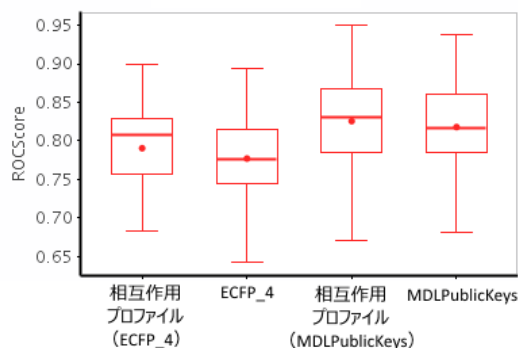 ROCScore
0.95
0.90
0.85
0.80
0.75
0.70
0.65
相互作用
プロファイル
(ECFP_4)
ECFP_4
相互作用
プロファイル
(MDLPublicKeys)
MDLPublicKeys